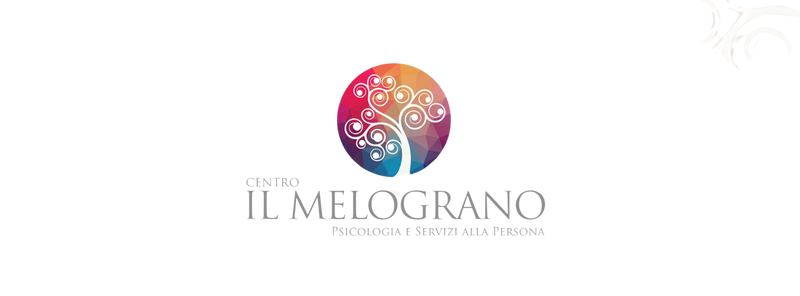 CENTRO
IL MELOGRANO
PSICOLOGIA E SERVIZI ALLA PERSONA